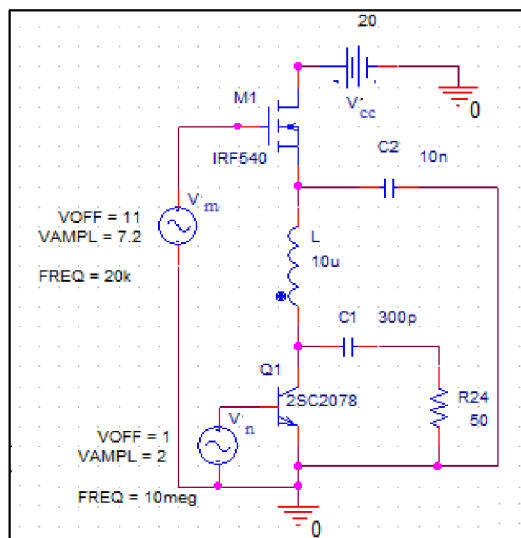 20
M1
V'cc
0
C2
10n
IRF540
V'm
VOFF = 11
VAMPL = 7.2
FREQ = 20k
L
10u
C1 300p
Q1
2SC2078
R24
50
V'n
VOFF = 1
VAMPL = 2
FREQ = 10meg
0